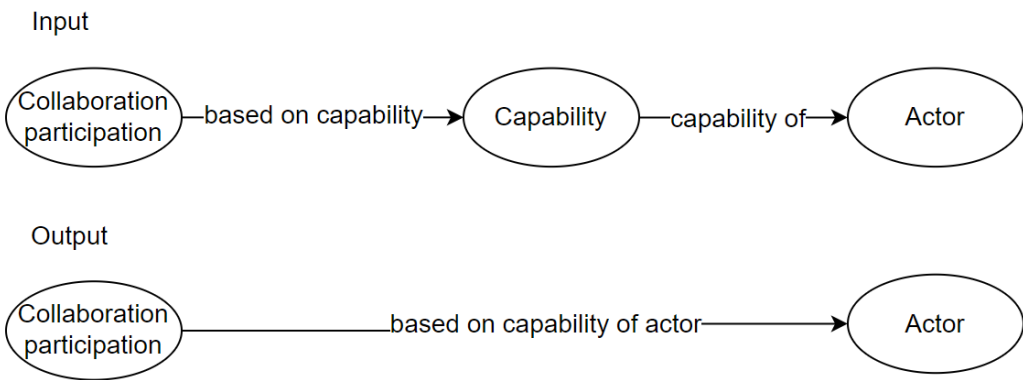 Input
Collaboration
participation
based on capability
Capability
capability of
Actor
Output
Collaboration
participation
based on capability of actor
Actor